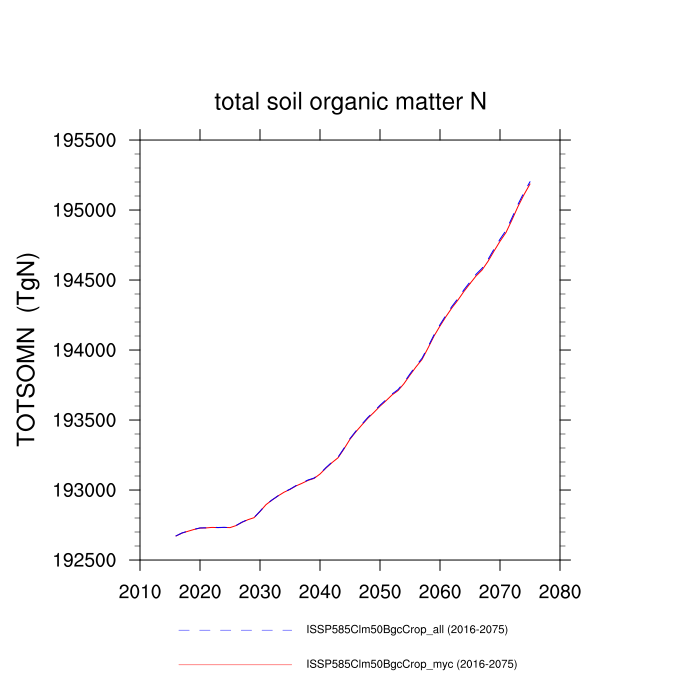 total soil organic matter N
TOTSOMN (TgN)
195500
195000
194500
194000
193500
193000
192500
2010 2020 2030 2040 2050 2060 2070 2080
ISSP585Clm50BgcCrop_all (2016-2075)
ISSP585Clm50BgcCrop_myc (2016-2075)